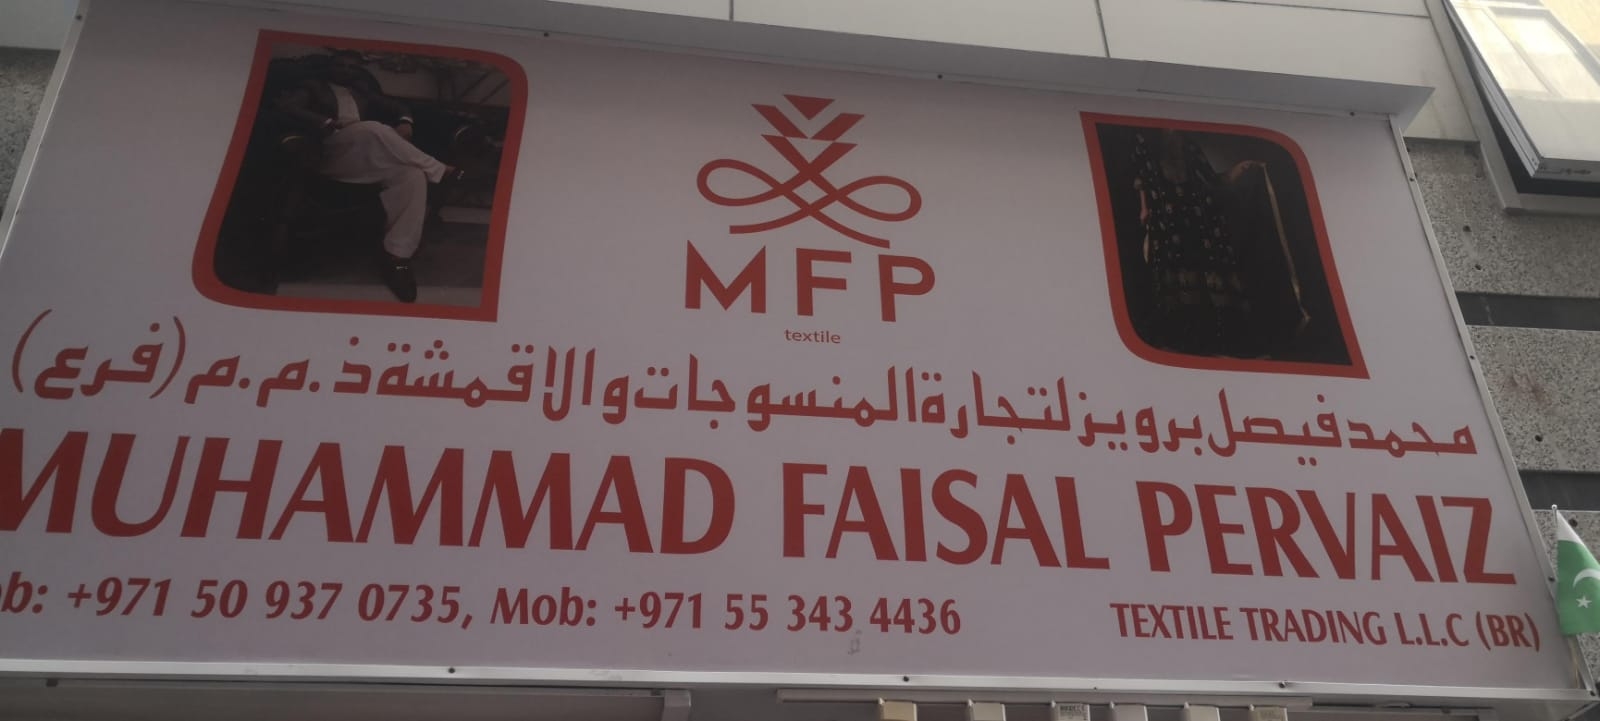 MFP
textile
محمد فيصل برويز لتجارة المنسوجات والاقمشة ذ.م.م (فرع)
MUHAMMAD FAISAL PERVAIZ
ob: +971 50 937 0735, Mob: +971 55 343 4436
TEXTILE TRADING L.L.C (BR)